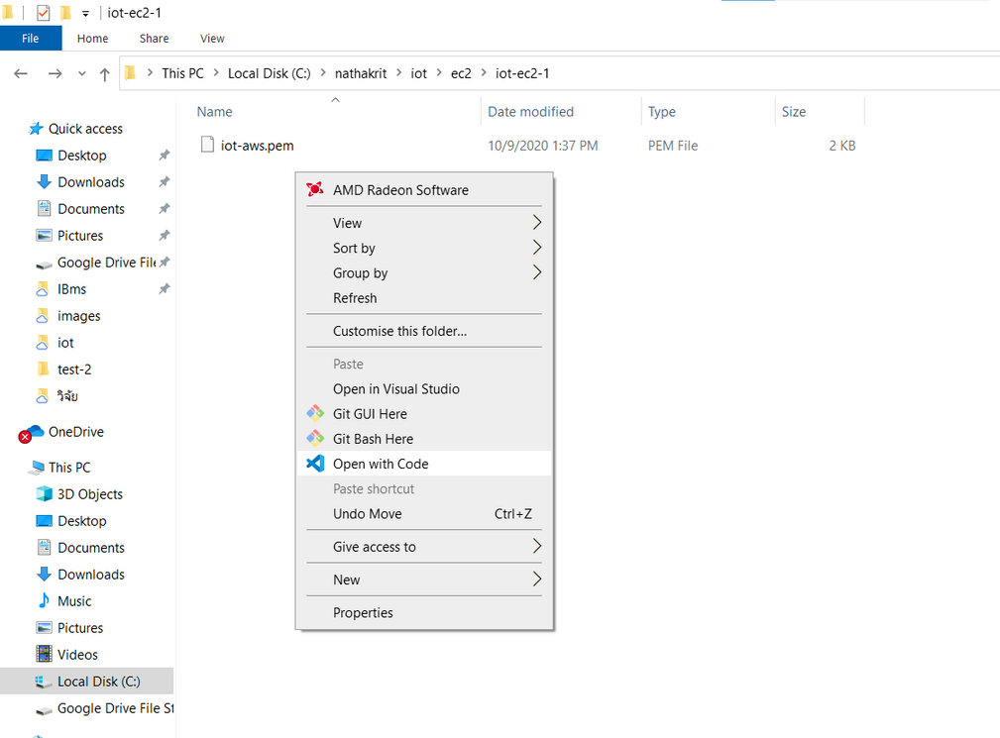 iot-ec2-1
File Home Share View
This PC Local Disk (C:) nathakrit iot ec2 iot-ec2-1
Name Date modified Type Size
iot-aws.pem 10/9/2020 1:37 PM PEM File 2 KB
Quick access
Desktop
Downloads
Documents
Pictures
Google Drive File
IBms
images
iot
test-2
วิจัย
OneDrive
This PC
3D Objects
Desktop
Documents
Downloads
Music
Pictures
Videos
Local Disk (C:)
Google Drive File St
AMD Radeon Software
View
Sort by
Group by
Refresh
Customise this folder...
Paste
Open in Visual Studio
Git GUI Here
Git Bash Here
Open with Code
Paste shortcut
Undo Move Ctrl+Z
Give access to
New
Properties